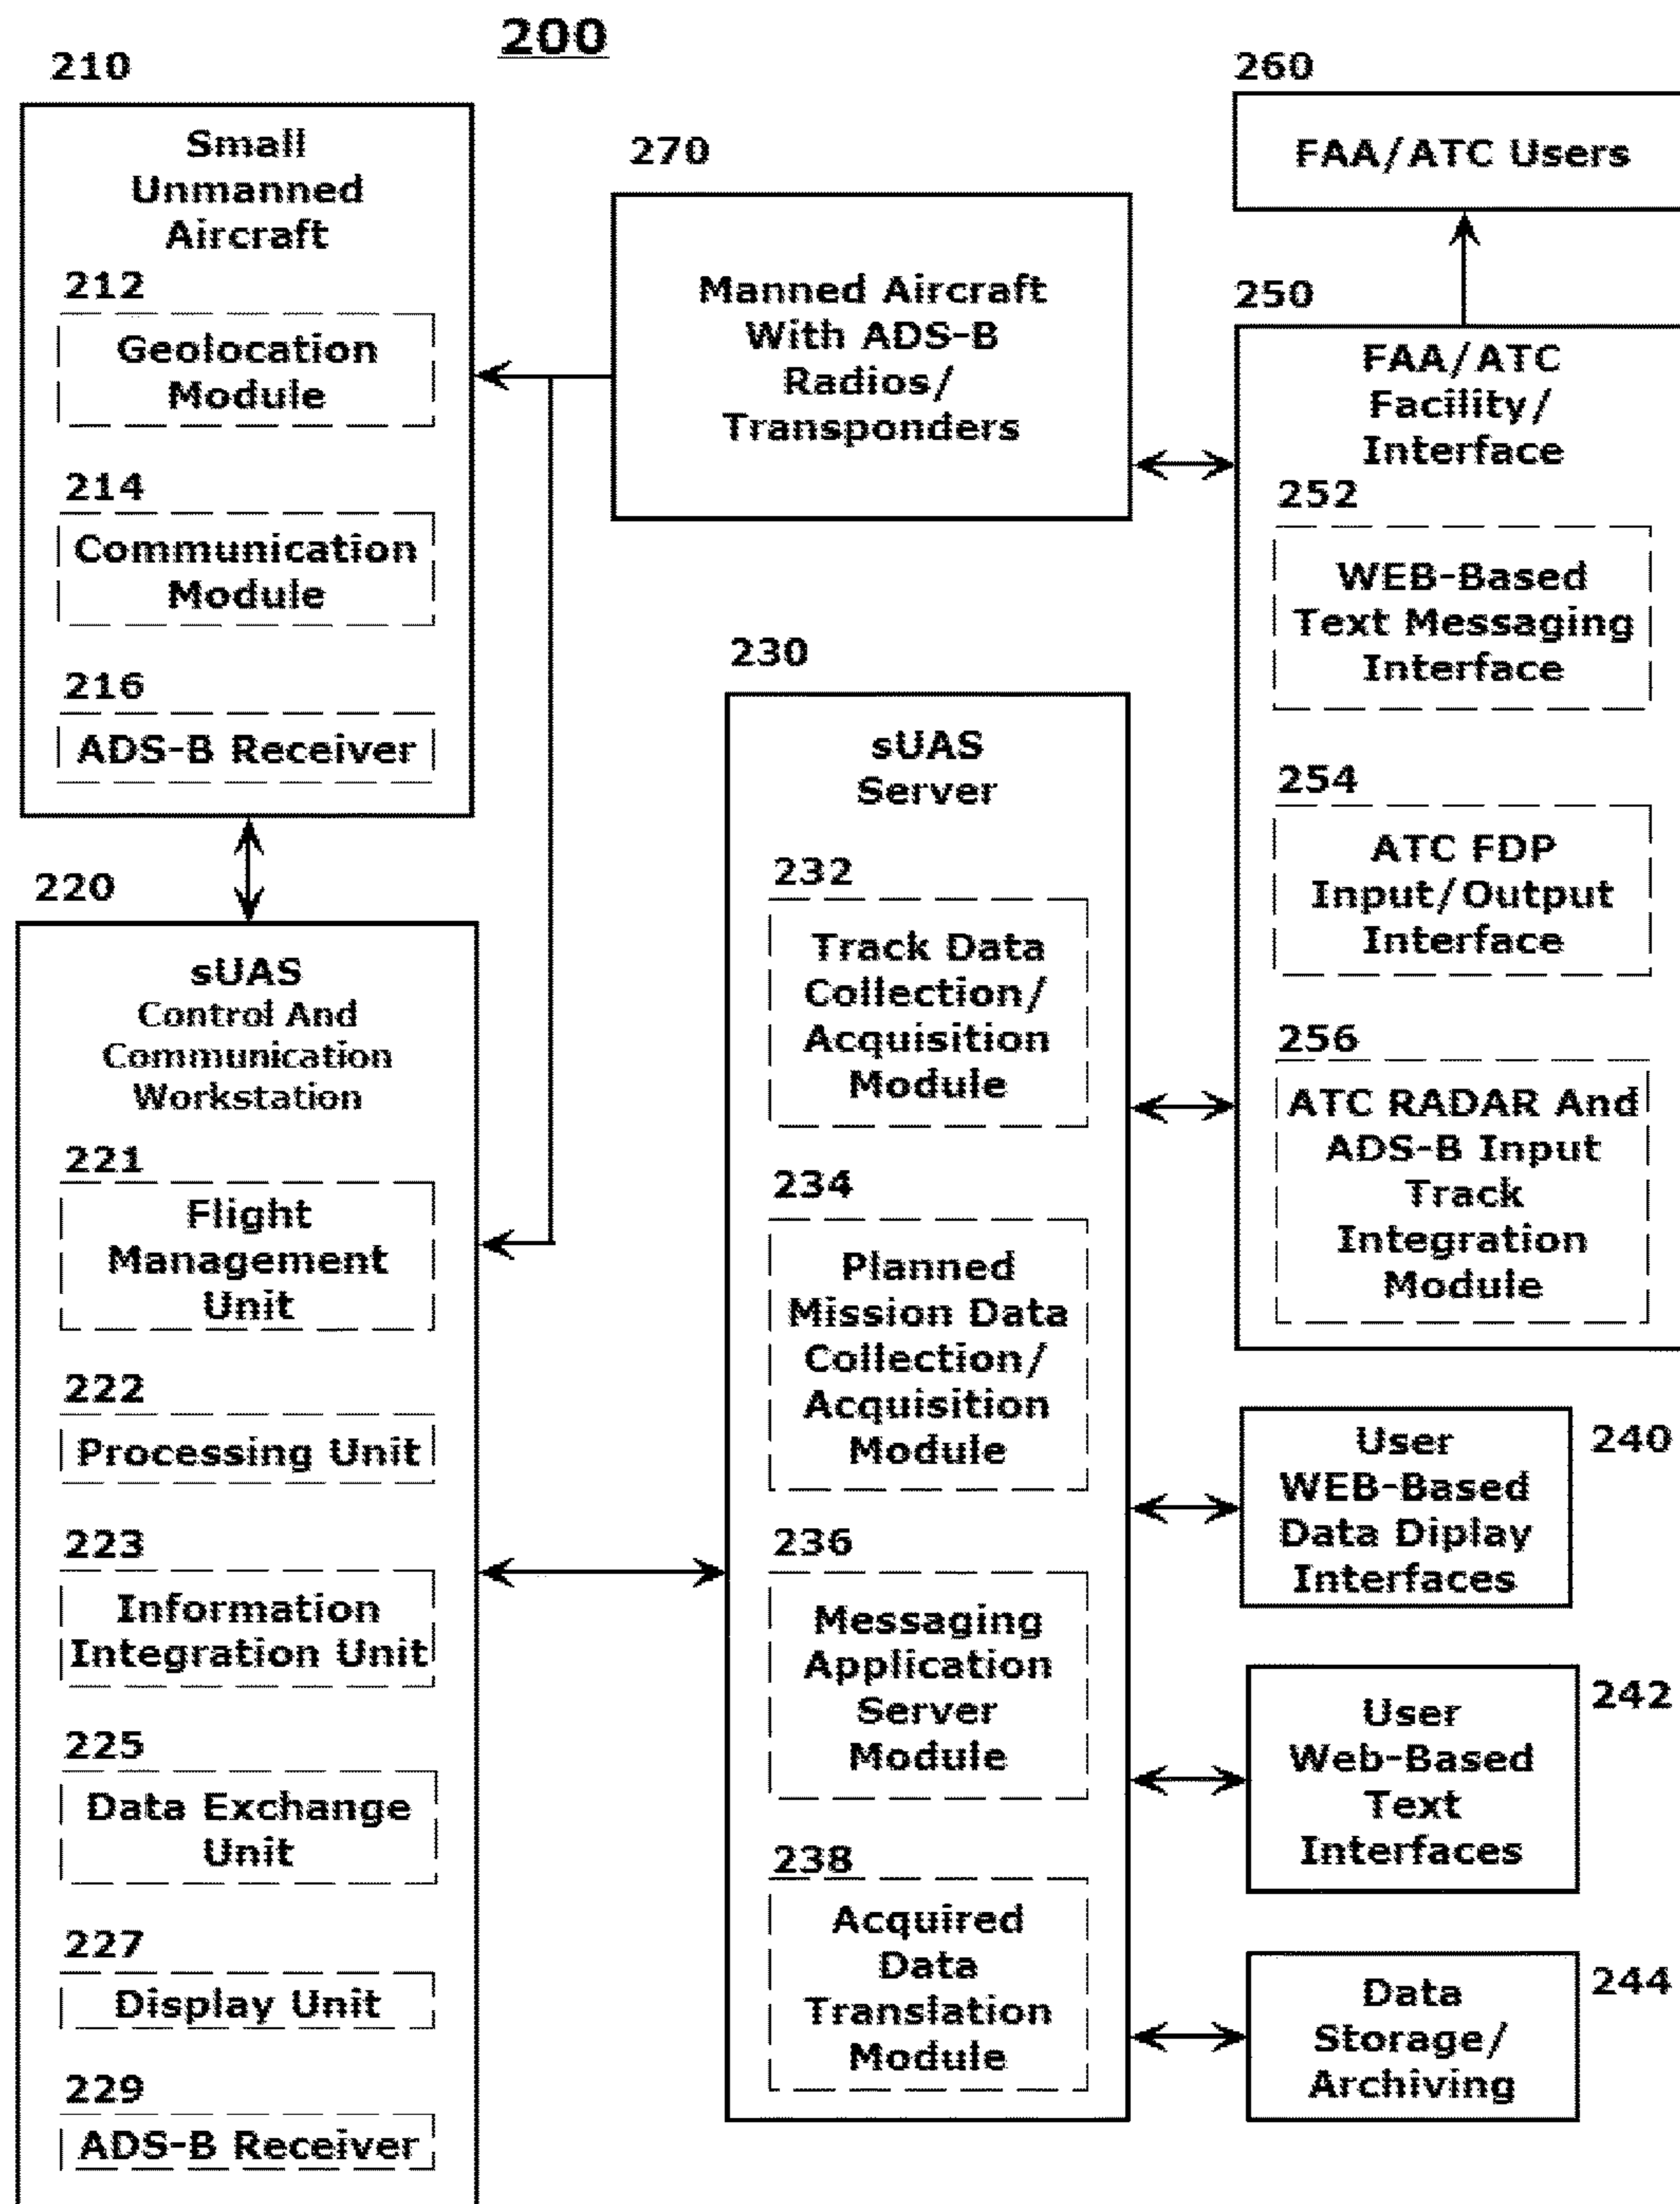 200
210
Small
Unmanned
Aircraft
212
Geolocation
Module
214
Communication
Module
216
ADS-B Receiver
220
sUAS
Control And
Communication
Workstation
221
Flight
Management
Unit
222
Processing Unit
223
Information
Integration Unit
225
Data Exchange
Unit
227
Display Unit
229
ADS-B Receiver
270
Manned Aircraft
With ADS-B
Radios/
Transponders
230
sUAS
Server
232
Track Data
Collection/
Acquisition
Module
234
Planned
Mission Data
Collection/
Acquisition
Module
236
Messaging
Application
Server
Module
238
Acquired
Data
Translation
Module
260
FAA/ATC Users
250
FAA/ATC
Facility/
Interface
252
WEB-Based
Text Messaging
Interface
254
ATC FDP
Input/Output
Interface
256
ATC RADAR And
ADS-B Input
Track
Integration
Module
240
User
WEB-Based
Data Diplay
Interfaces
242
User
Web-Based
Text
Interfaces
244
Data
Storage/
Archiving